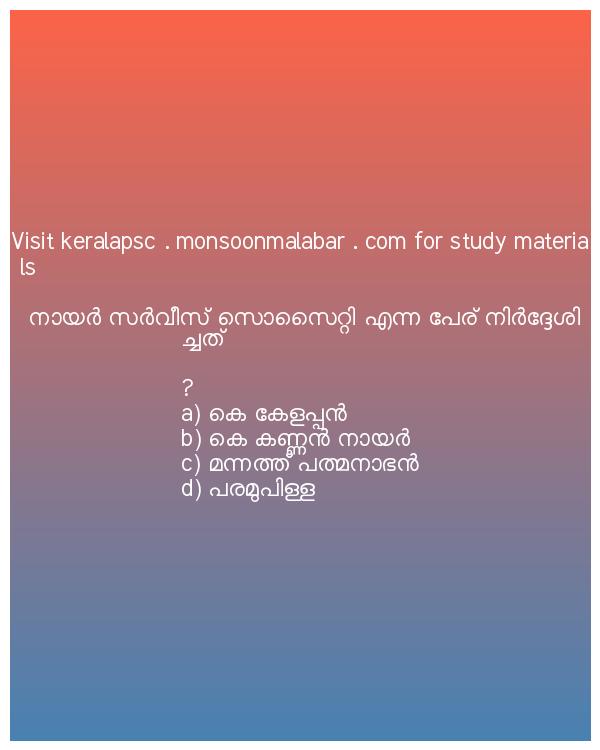 Visit keralapsc . monsoonmalabar . com for study materia
ls
നായർ സർവീസ് സൊസൈറ്റി എന്ന പേര് നിർദ്ദേശി
ച്ചത്
?
a) കെ കേളപ്പൻ
b) കെ കണ്ണൻ നായർ
c) മന്നത്ത് പത്മനാഭൻ
d) പരമുപിള്ള